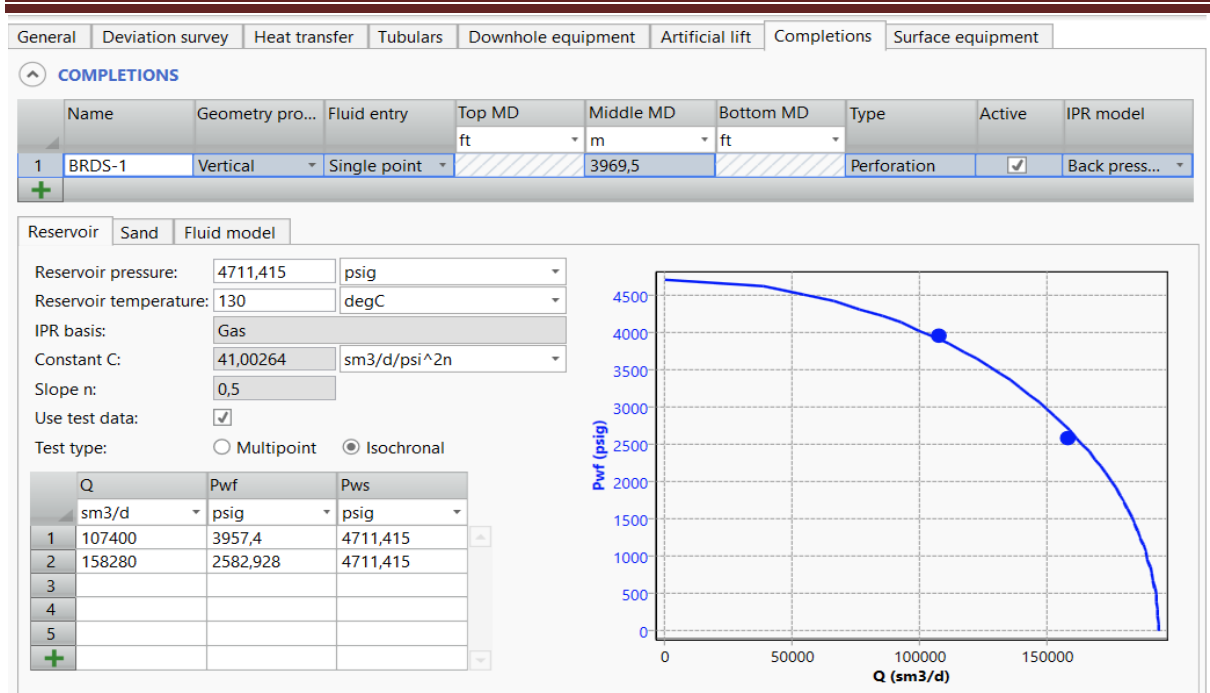 General Deviation survey Heat transfer Tubulars Downhole equipment Artificial lift Completions Surface equipment
COMPLETIONS
Name Geometry pro... Fluid entry Top MD Middle MD Bottom MD Type Active IPR model
ft m ft
1 BRDS-1 Vertical Single point 3969,5 Perforation Back press...
Reservoir Sand Fluid model
Reservoir pressure: 4711,415 psig
Reservoir temperature: 130 degC
IPR basis: Gas
Constant C: 41,00264 sm3/d/psi^2n
Slope n: 0,5
Use test data:
Test type: Multipoint Isochronal
Q Pwf Pws
sm3/d psig psig
1 107400 3957,4 4711,415
2 158280 2582,928 4711,415
3
4
5
Pwf (psig)
4500
4000
3500
3000
2500
2000
1500
1000
500
0
0 50000 100000 150000
Q (sm3/d)